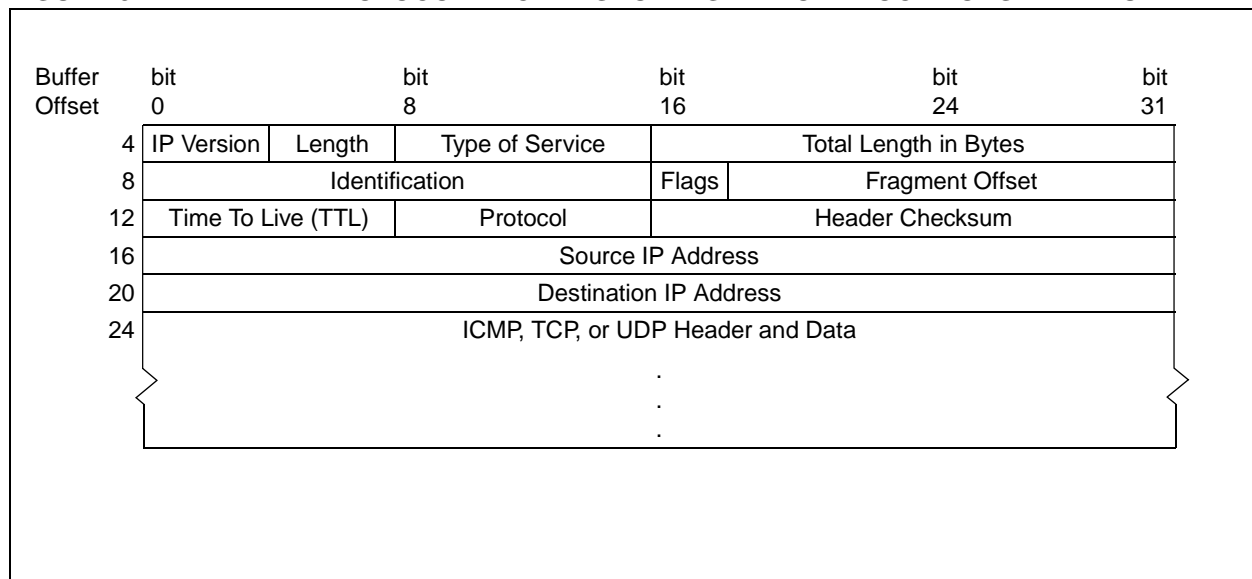 Buffer bit bit bit bit bit
Offset 0 8 16 24 31
4 IP Version Length Type of Service Total Length in Bytes
8 Identification Flags Fragment Offset
12 Time To Live (TTL) Protocol Header Checksum
16 Source IP Address
20 Destination IP Address
24 ICMP, TCP, or UDP Header and Data
.
.
.